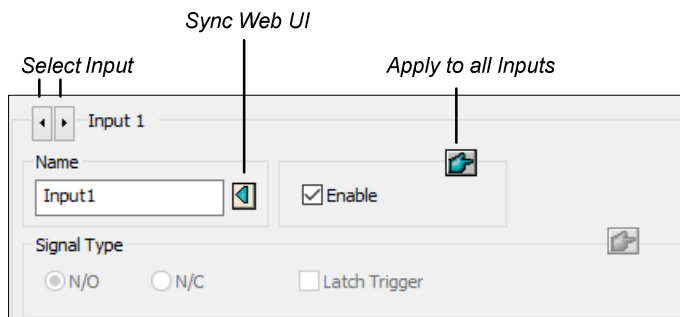 Sync Web UI
Select Input
Apply to all Inputs
Input 1
Name
Input1
Enable
Signal Type
N/O
N/C
Latch Trigger